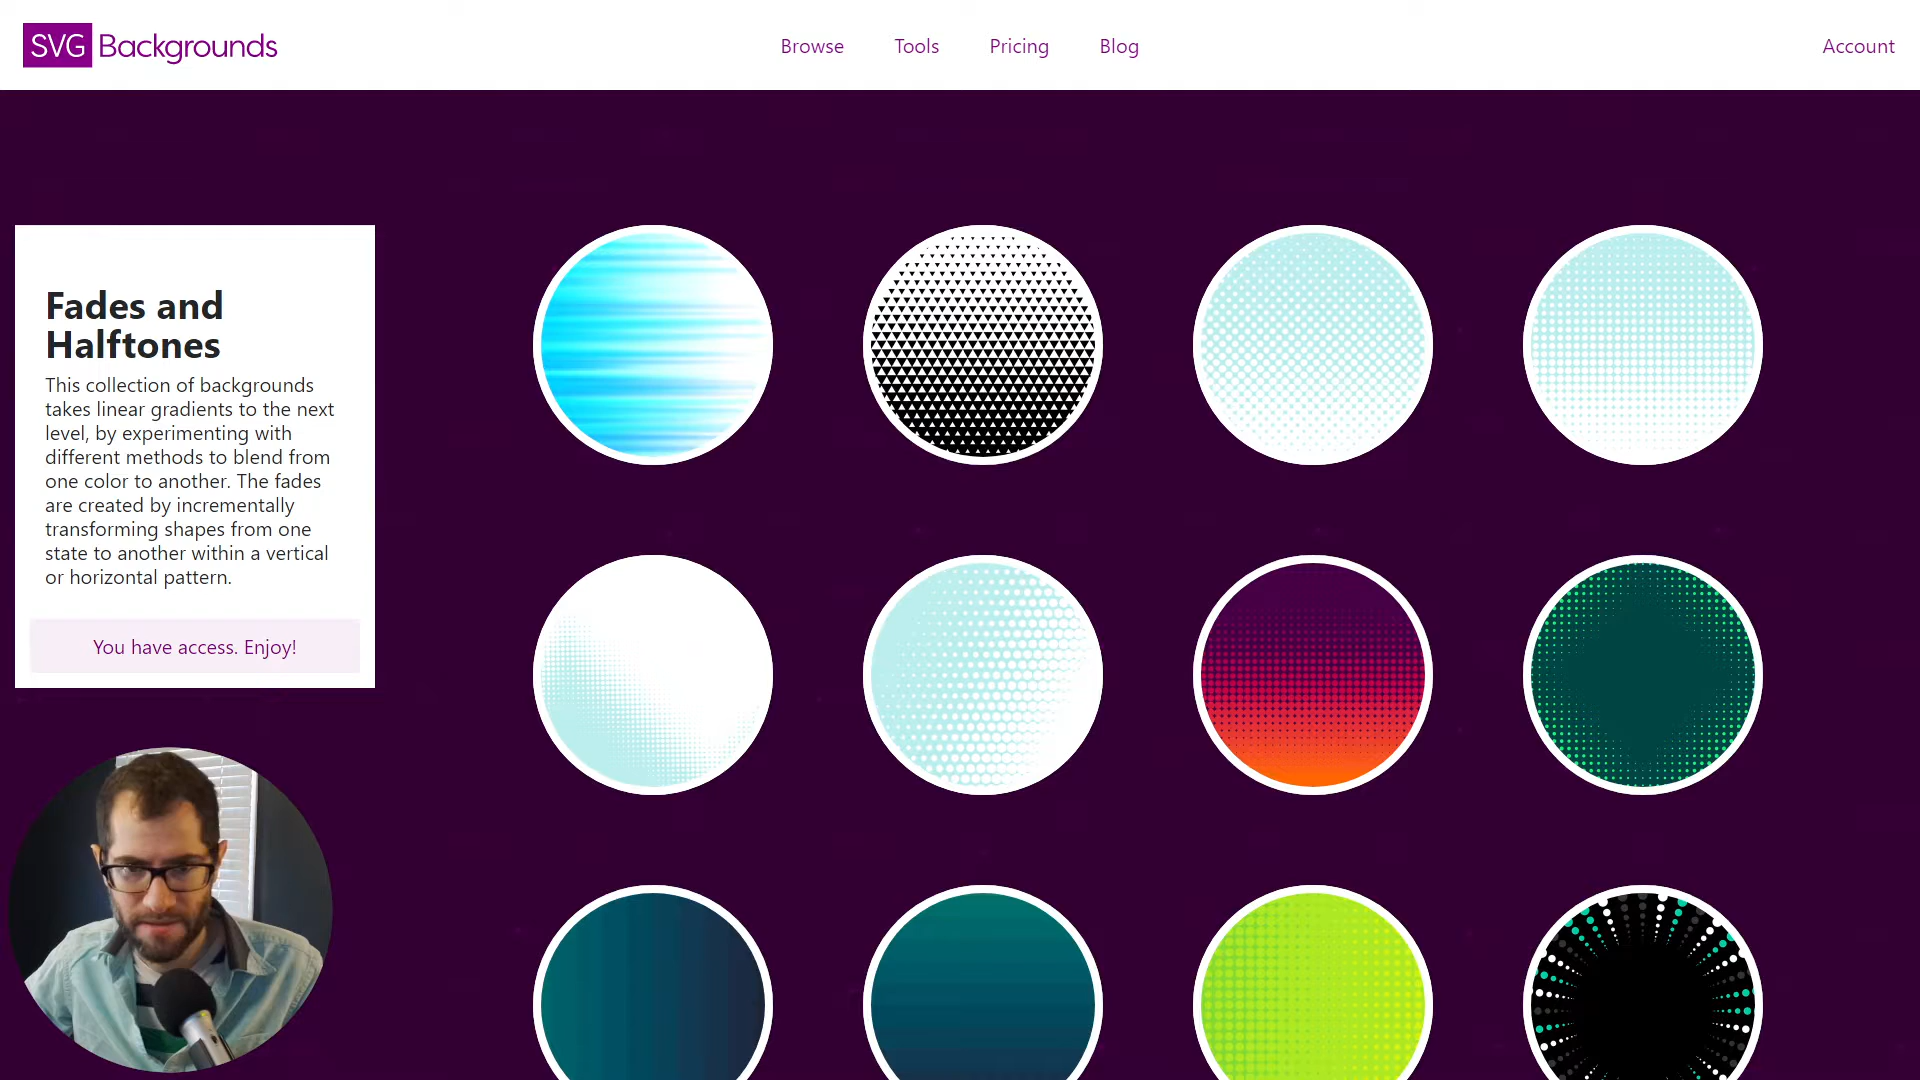 SVG Backgrounds
Browse
Tools
Pricing
Blog
Account
Fades and
Halftones
This collection of backgrounds
takes linear gradients to the next
level, by experimenting with
different methods to blend from
one color to another. The fades
are created by incrementally
transforming shapes from one
state to another within a vertical
or horizontal pattern.
You have access. Enjoy!